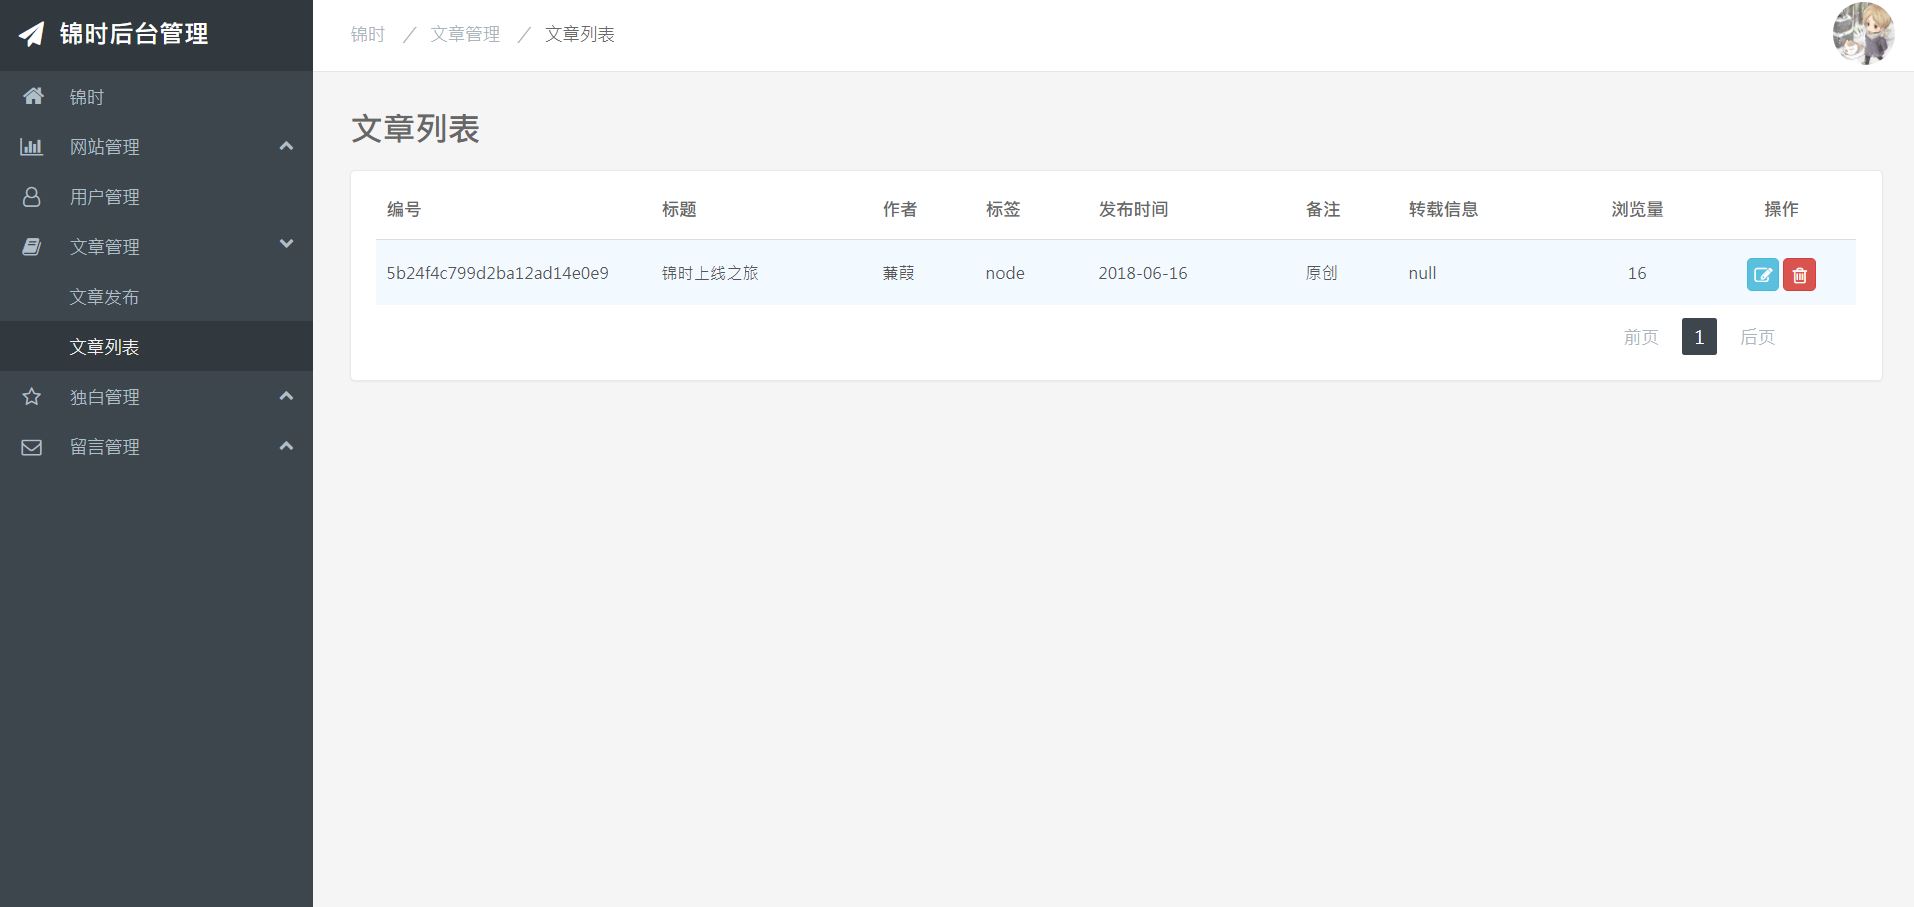 锦时后台管理
锦时 / 文章管理 / 文章列表
锦时
网站管理
用户管理
文章管理
文章发布
文章列表
独白管理
留言管理
文章列表
编号 标题 作者 标签 发布时间 备注 转载信息 浏览量 操作
5b24f4c799d2ba12ad14e0e9 锦时上线之旅 蒹葭 node 2018-06-16 原创 null 16
前页 1 后页